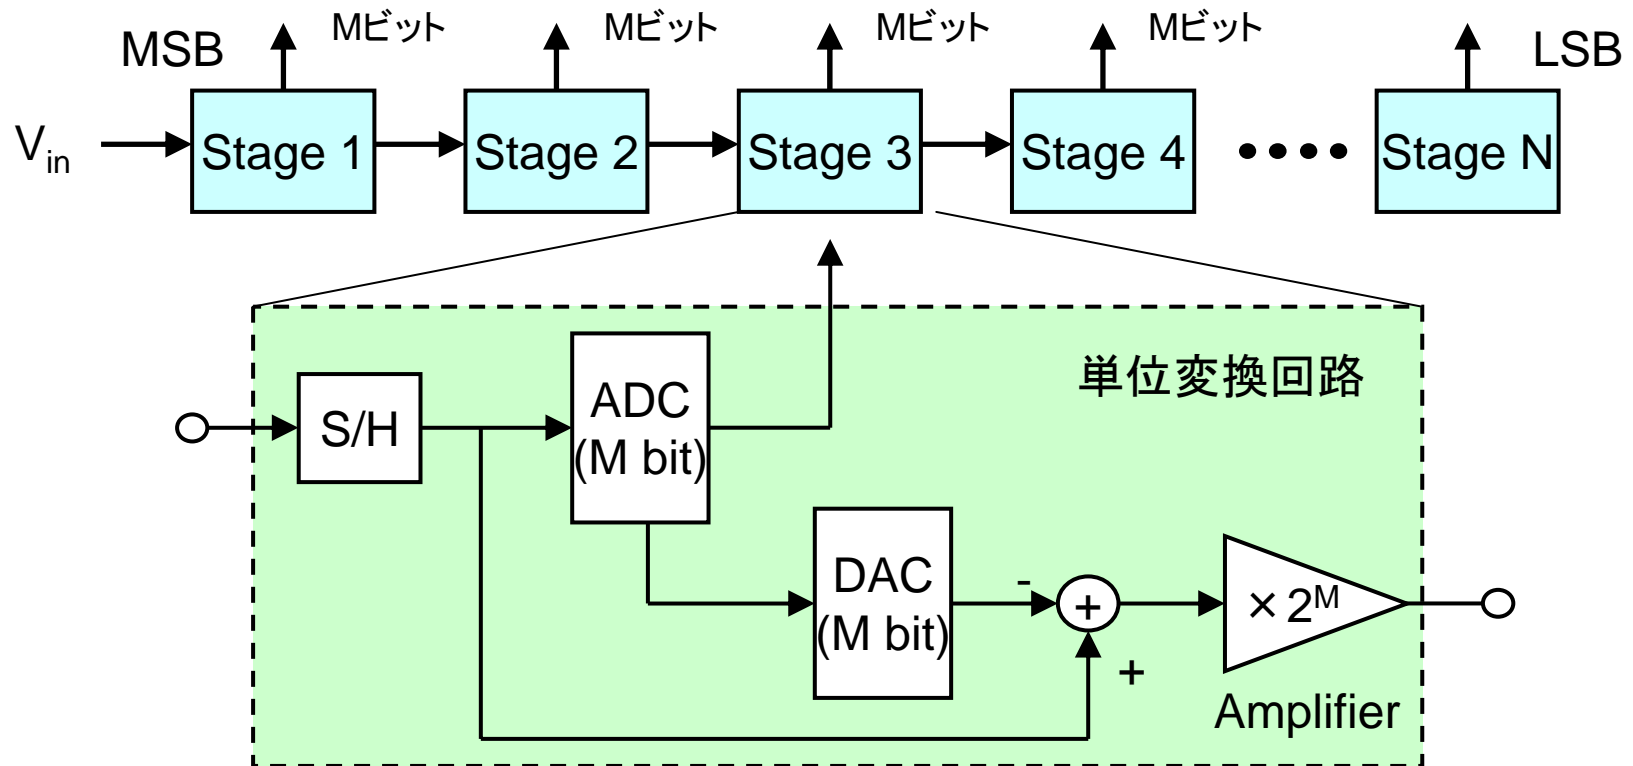 MSB
Mビット
Mビット
Mビット
Mビット
LSB
Vin
Stage 1
Stage 2
Stage 3
Stage 4
Stage N
単位変換回路
S/H
ADC
(M bit)
DAC
(M bit)
-
+
+
×2^M
Amplifier